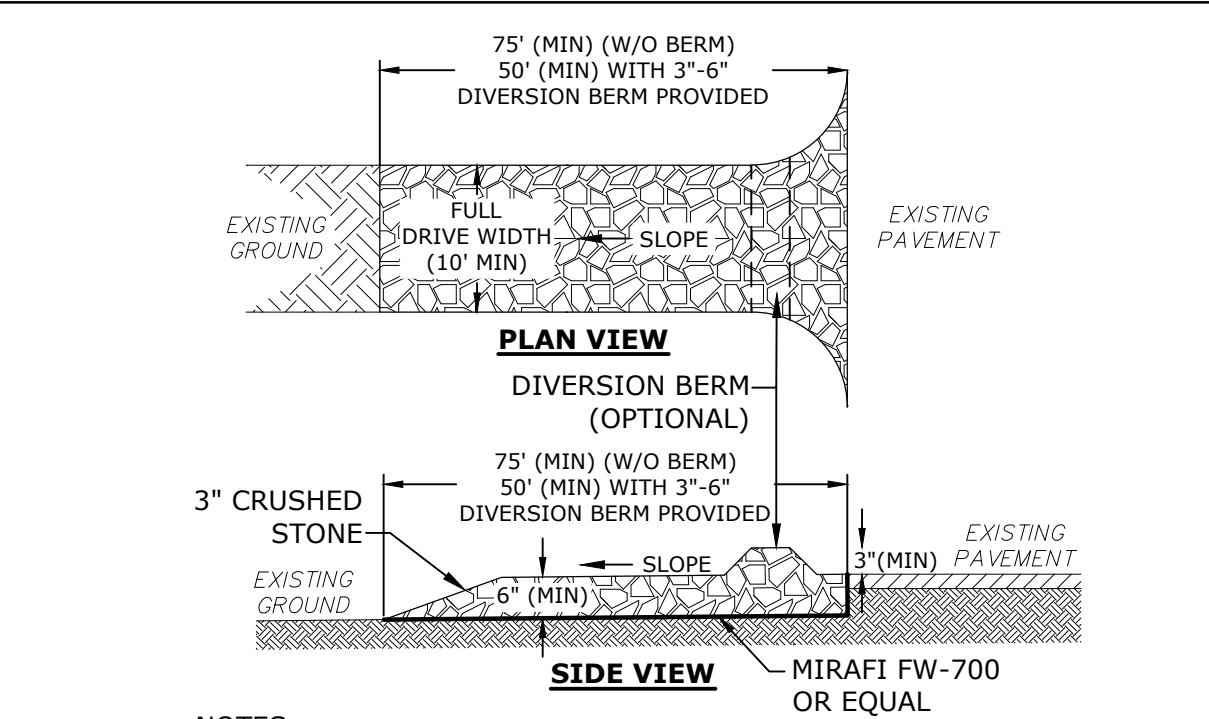 75' (MIN) (W/O BERM)
50' (MIN) WITH 3"-6"
DIVERSION BERM PROVIDED
EXISTING
GROUND
FULL
DRIVE WIDTH
(10' MIN)
SLOPE
EXISTING
PAVEMENT
PLAN VIEW
DIVERSION BERM
(OPTIONAL)
75' (MIN) (W/O BERM)
50' (MIN) WITH 3"-6"
DIVERSION BERM PROVIDED
3" CRUSHED
STONE
SLOPE
3"(MIN)
EXISTING
PAVEMENT
EXISTING
GROUND
6" (MIN)
SIDE VIEW
MIRAFI FW-700
OR EQUAL
NOTES